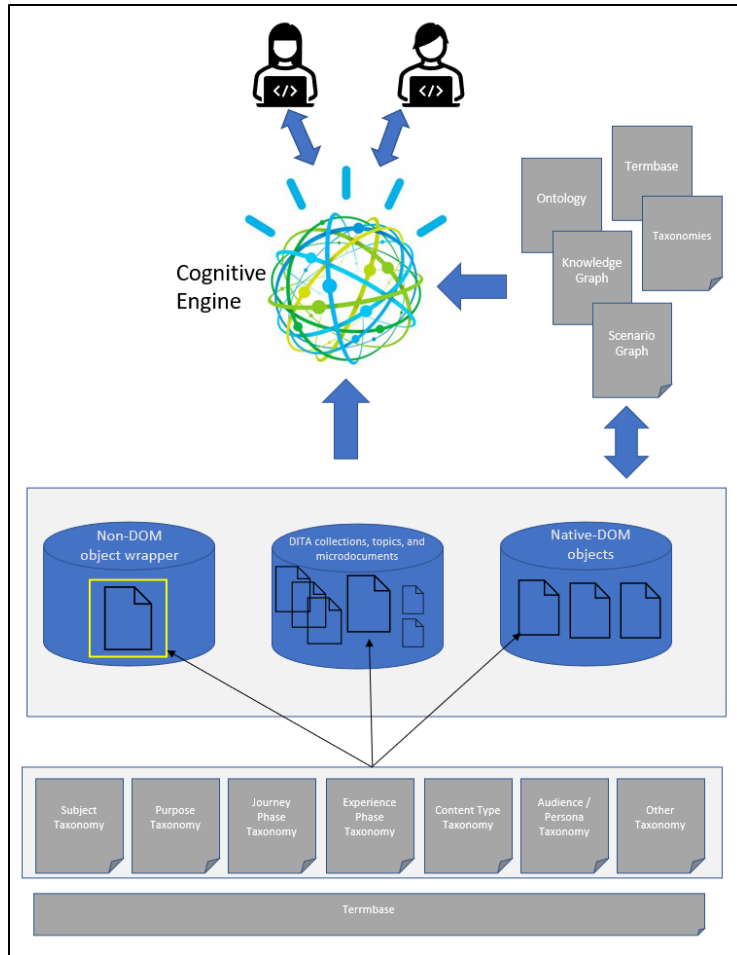 </>
</>
Cognitive
Engine
Termbase
Ontology
Taxonomies
Knowledge
Graph
Scenario
Graph
Non-DOM
object wrapper
DITA collections, topics, and
microdocuments
Native-DOM
objects
Subject
Taxonomy
Purpose
Taxonomy
Journey
Phase
Taxonomy
Experience
Phase
Taxonomy
Content Type
Taxonomy
Audience /
Persona
Taxonomy
Other
Taxonomy
Terrmbase